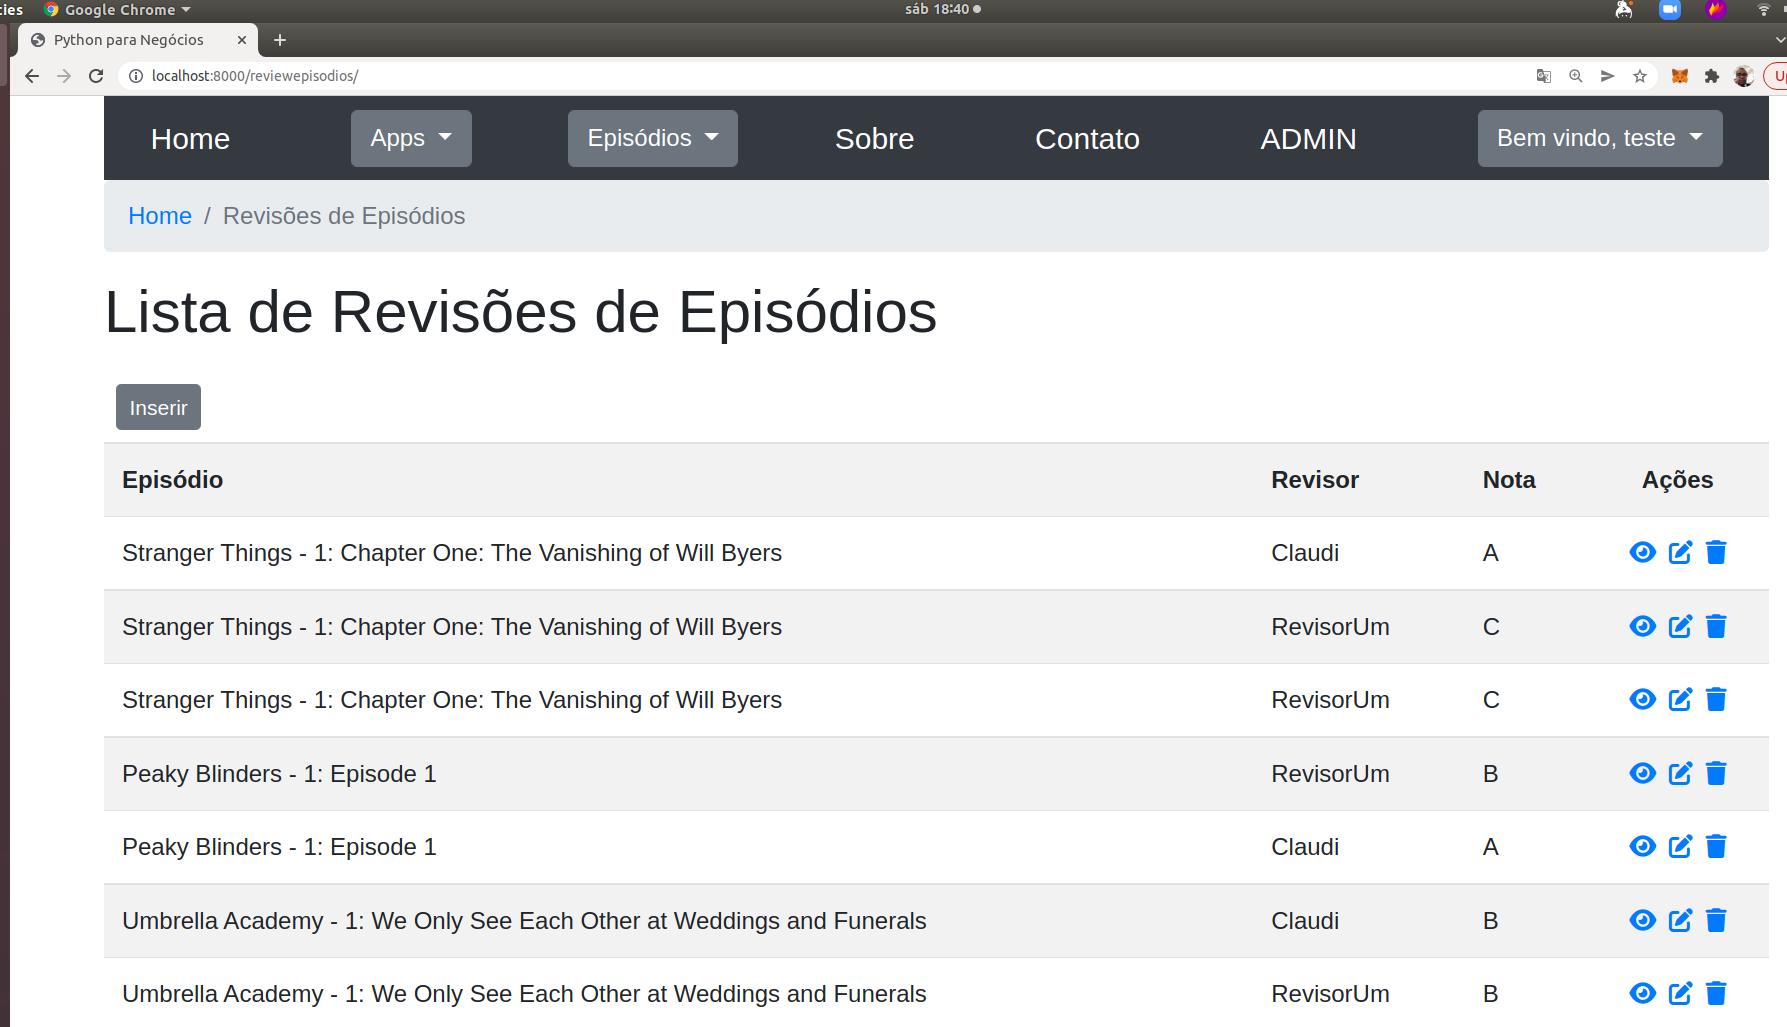 ties Google Chrome sáb 18:40
Python para Negócios
localhost:8000/reviewepisodios/
Home Apps Episódios Sobre Contato ADMIN Bem vindo, teste
Home / Revisões de Episódios
Lista de Revisões de Episódios
Inserir
Episódio Revisor Nota Ações
Stranger Things - 1: Chapter One: The Vanishing of Will Byers Claudi A
Stranger Things - 1: Chapter One: The Vanishing of Will Byers RevisorUm C
Stranger Things - 1: Chapter One: The Vanishing of Will Byers RevisorUm C
Peaky Blinders - 1: Episode 1 RevisorUm B
Peaky Blinders - 1: Episode 1 Claudi A
Umbrella Academy - 1: We Only See Each Other at Weddings and Funerals Claudi B
Umbrella Academy - 1: We Only See Each Other at Weddings and Funerals RevisorUm B